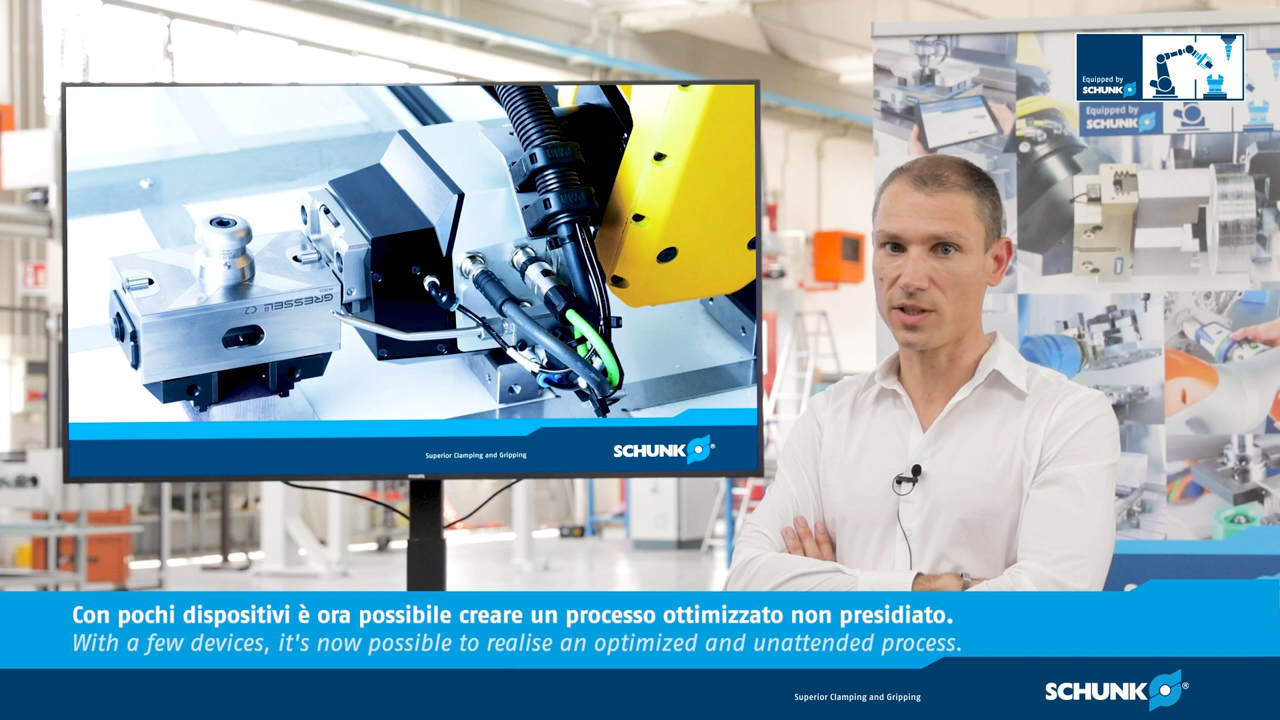 Equipped by
SCHUNK
Equipped by
SCHUNK
GRESSEL
C2
Superior Clamping and Gripping
SCHUNK®
Con pochi dispositivi è ora possibile creare un processo ottimizzato non presidiato.
With a few devices, it's now possible to realise an optimized and unattended process.
Superior Clamping and Gripping
SCHUNK®